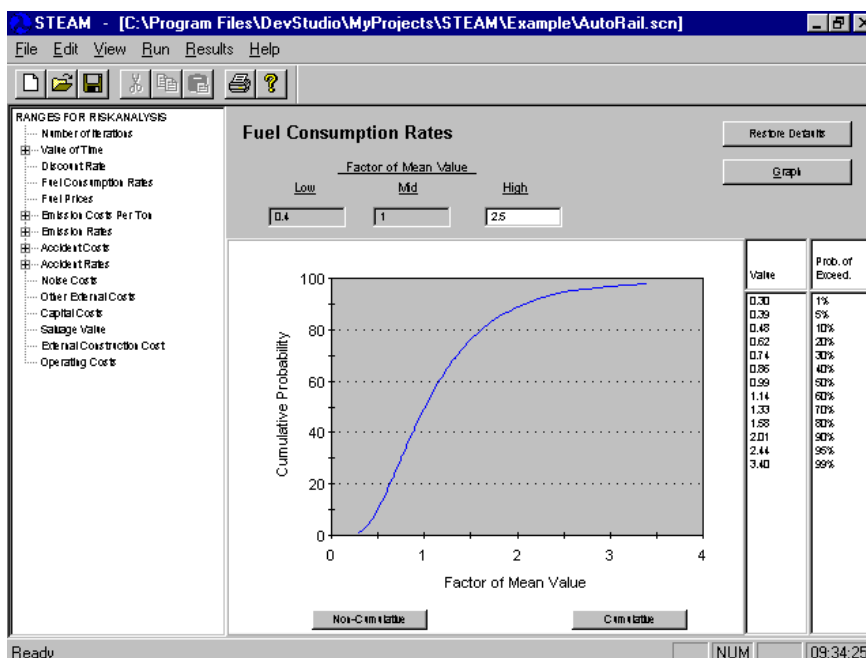 STEAM - [C:\Program Files\DevStudio\MyProjects\STEAM\Example\AutoRail.scn]
File Edit View Run Results Help
RANGES FOR RISK ANALYSIS
Number of Iterations
Value of Time
Discount Rate
Fuel Consumption Rates
Fuel Prices
Emission Costs Per Ton
Emission Rates
Accident Costs
Accident Rates
Noise Costs
Other External Costs
Capital Costs
Salvage Value
External Construction Cost
Operating Costs
Fuel Consumption Rates
Factor of Mean Value
Low Mid High
0.4 1 2.5
Restore Defaults
Graph
Cumulative Probability
100
80
60
40
20
0
0 1 2 3 4
Factor of Mean Value
Non-Cumulative Cumulative
Value Prob. of Exceed.
0.30 1%
0.39 5%
0.48 10%
0.62 20%
0.74 30%
0.86 40%
0.99 50%
1.14 60%
1.33 70%
1.58 80%
2.01 90%
2.44 95%
3.40 99%
Ready NUM 09:34:25